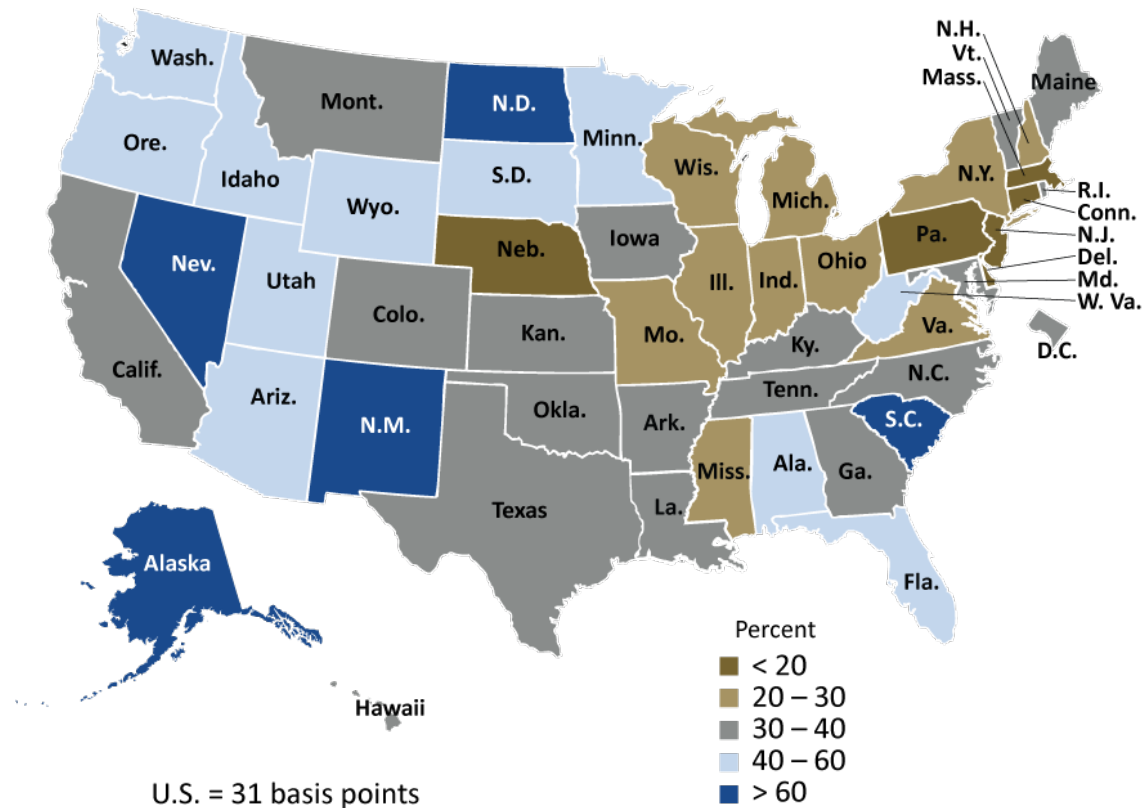 N.H.
Vt.
Mass.
Maine
Wash.
Mont.
N.D.
Minn.
Ore.
Idaho
S.D.
Wis.
Mich.
N.Y.
R.I.
Conn.
N.J.
Del.
Md.
W. Va.
Wyo.
Iowa
Pa.
Neb.
Nev.
Utah
Colo.
Ill.
Ind.
Ohio
Kan.
Mo.
Ky.
Va.
D.C.
Calif.
Ariz.
N.M.
Okla.
Ark.
Tenn.
N.C.
S.C.
Texas
La.
Miss.
Ala.
Ga.
Fla.
Alaska
Hawaii
Percent
< 20
20 – 30
30 – 40
40 – 60
> 60
U.S. = 31 basis points